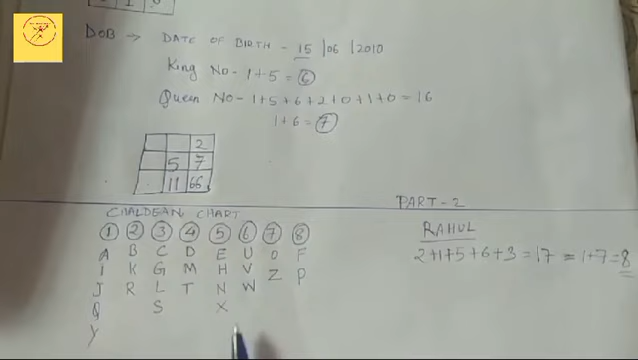 1 0
DOB → DATE OF BIRTH - 15 /06 /2010
King No - 1+5 = 6
Queen No - 1+5+6+2+0+1+0 = 16
1+6 = 7
2
5 7
11 66
PART-2
CHALDEAN CHART
1 2 3 4 5 6 7 8
A B C D E U O F
I K G M H V Z P
J R L T N W
Q S X
Y
RAHUL
2+1+5+6+3 = 17 = 1+7 = 8